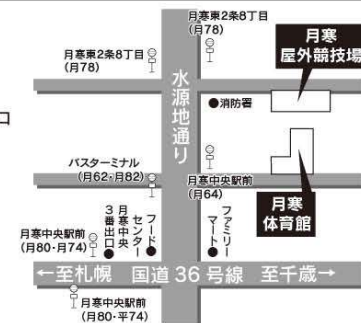 月寒東2条8丁目
(月78)
月寒東2条8丁目
(月78)
月寒
屋外競技場
●消防署
口
水源地通り
バスターミナル
(月62・月82)
月寒中央駅前
(月64)
月寒
体育館
月寒中央
3番出口●
フード
センター●
ファミリー
マート●
月寒中央駅前
(月80・月74)
←至札幌 国道36号線 至千歳→
月寒中央駅前
(月80・平74)